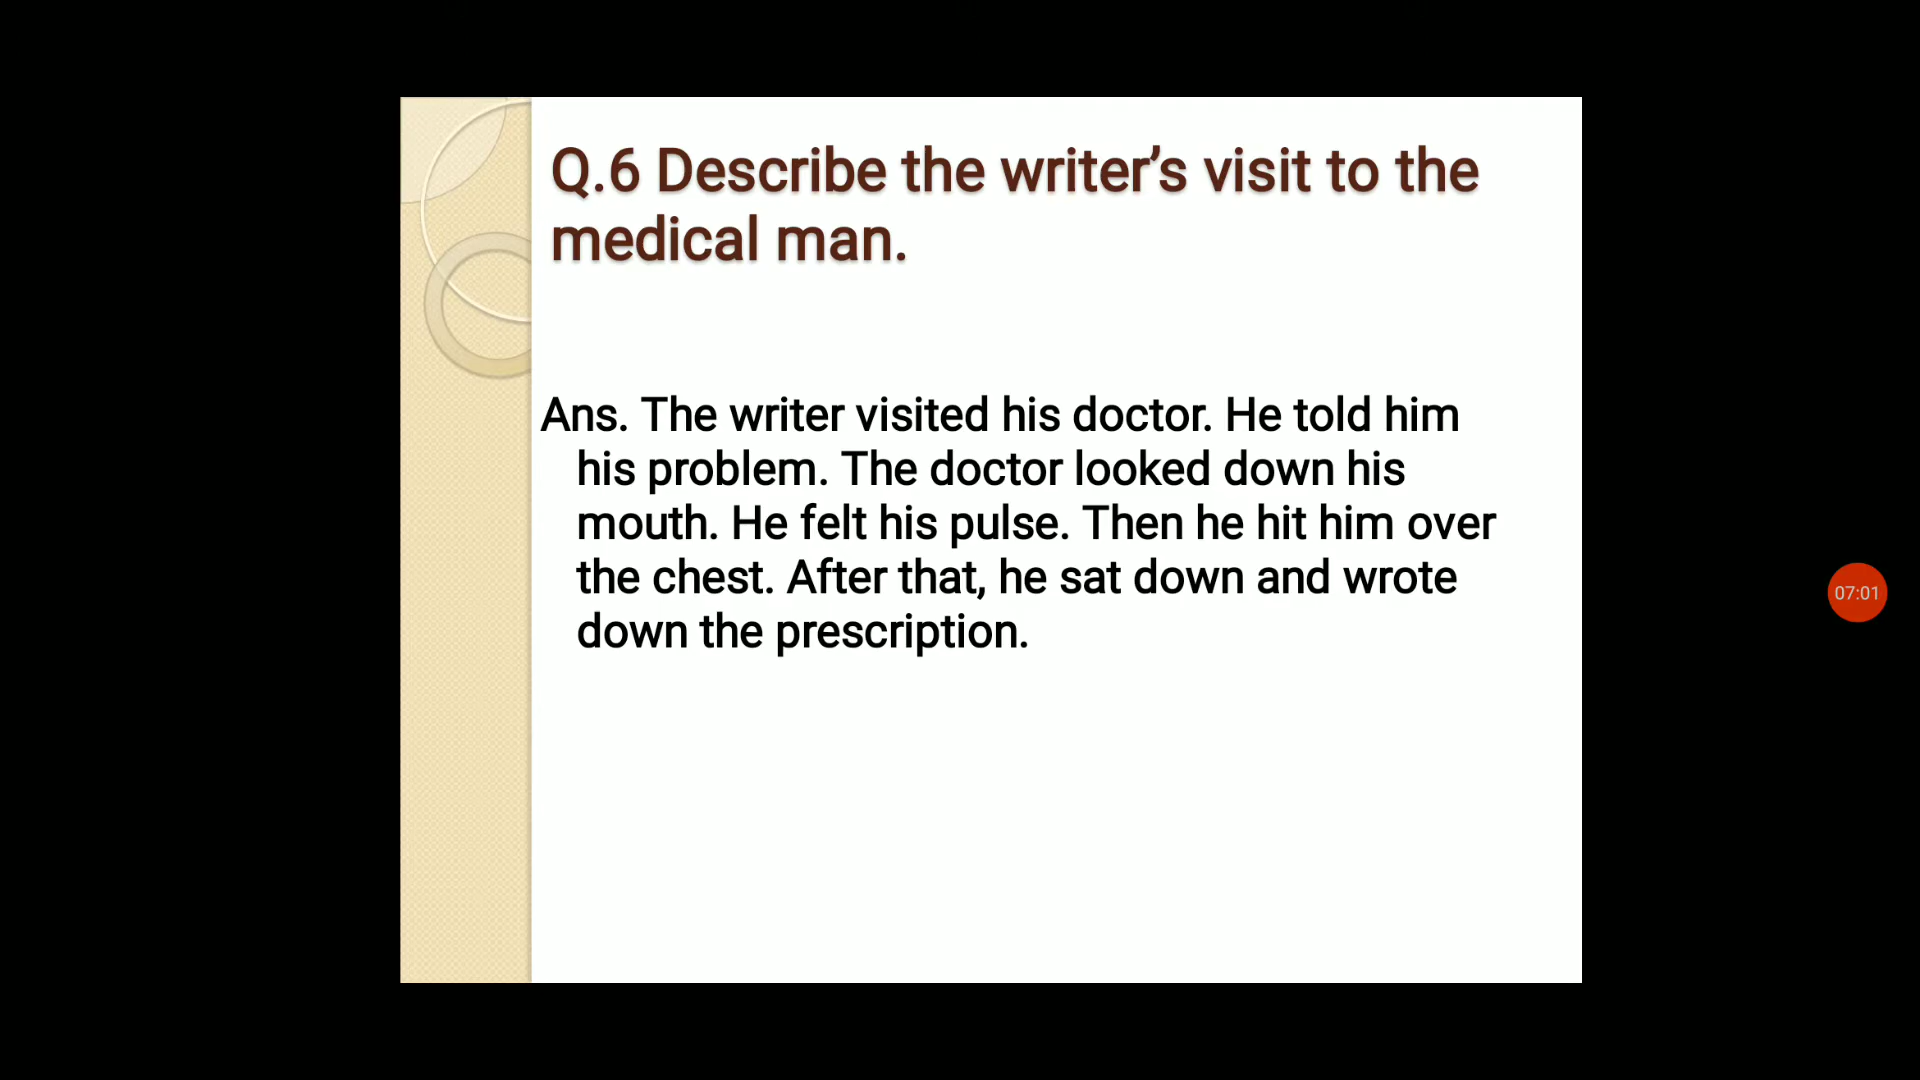 Q.6 Describe the writer’s visit to the
medical man.
Ans. The writer visited his doctor. He told him
his problem. The doctor looked down his
mouth. He felt his pulse. Then he hit him over
the chest. After that, he sat down and wrote
down the prescription.
07:01